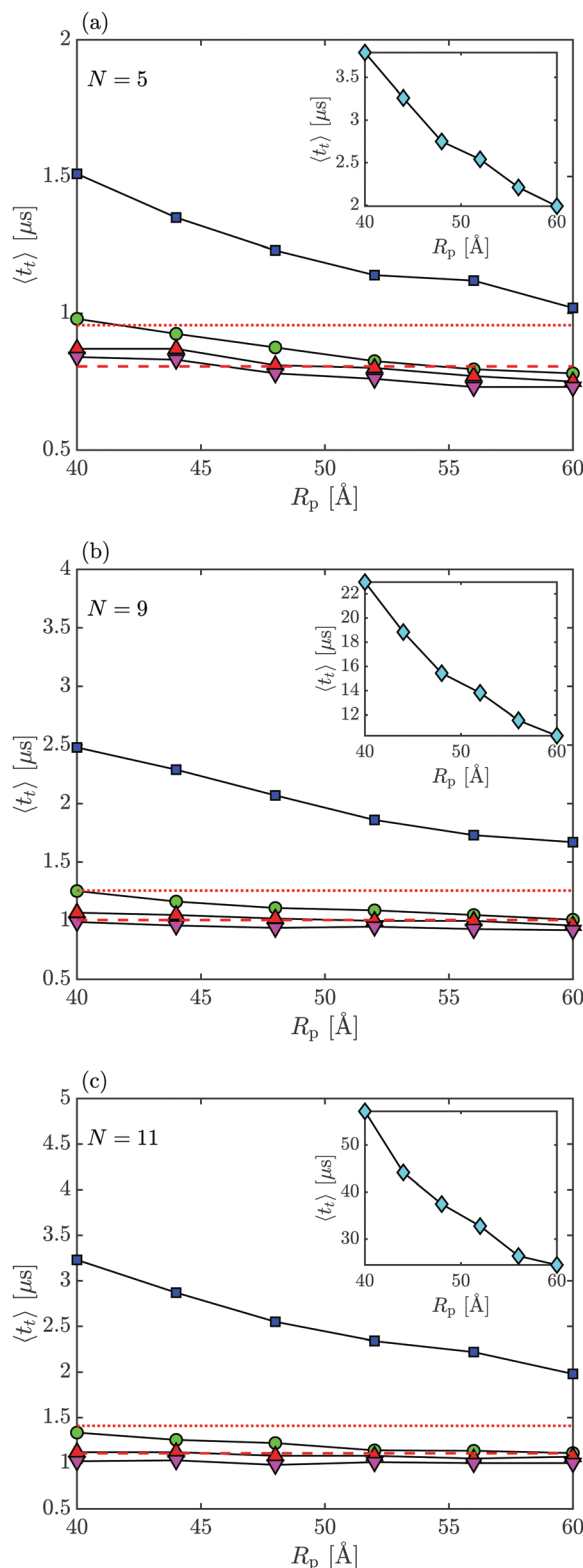 (a)
2
1.5
1
0.5
⟨t_t⟩ [μs]
N = 5
3.5
3
2.5
2
⟨t_t⟩ [μs]
40 50 60
R_p [Å]
40 45 50 55 60
R_p [Å]
(b)
4
3.5
3
2.5
2
1.5
1
0.5
⟨t_t⟩ [μs]
N = 9
22
20
18
16
14
12
⟨t_t⟩ [μs]
40 50 60
R_p [Å]
40 45 50 55 60
R_p [Å]
(c)
5
4.5
4
3.5
3
2.5
2
1.5
1
0.5
⟨t_t⟩ [μs]
N = 11
50
40
30
⟨t_t⟩ [μs]
40 50 60
R_p [Å]
40 45 50 55 60
R_p [Å]